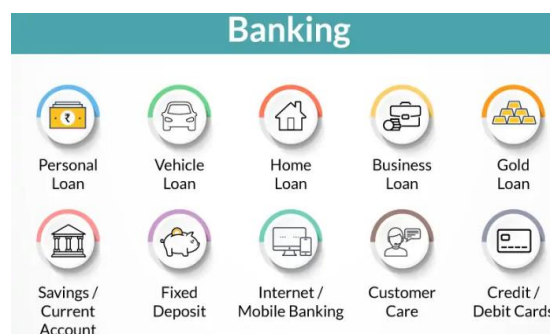 Banking
₹
Personal
Loan
Vehicle
Loan
Home
Loan
Business
Loan
Gold
Loan
Savings /
Current
Account
Fixed
Deposit
Internet /
Mobile Banking
Customer
Care
Credit /
Debit Cards